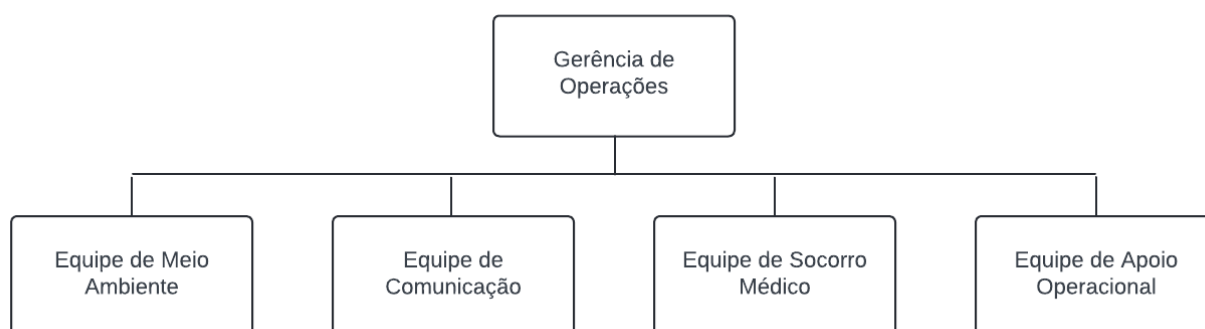 Gerência de
Operações
Equipe de Meio
Ambiente
Equipe de
Comunicação
Equipe de Socorro
Médico
Equipe de Apoio
Operacional